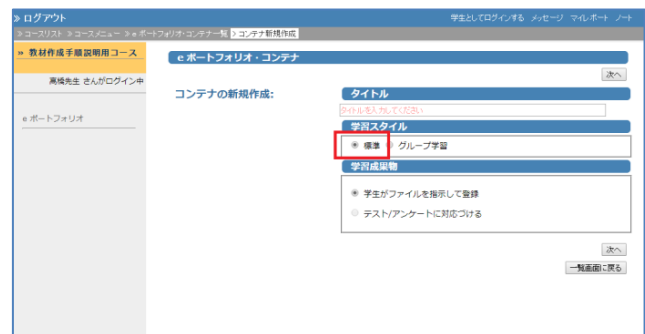 » ログアウト
学生としてログインする メッセージ マイレポート ノート
» コースリスト » コースメニュー » e ポートフォリオ・コンテナ一覧 » コンテナ新規作成
» 教材作成手順説明用コース
e ポートフォリオ・コンテナ
高橋先生 さんがログイン中
次へ
コンテナの新規作成:
タイトル
タイトルを入力してください
e ポートフォリオ
学習スタイル
標準 グループ学習
学習成果物
学生がファイルを指示して登録
テスト/アンケートに対応づける
次へ
一覧画面に戻る